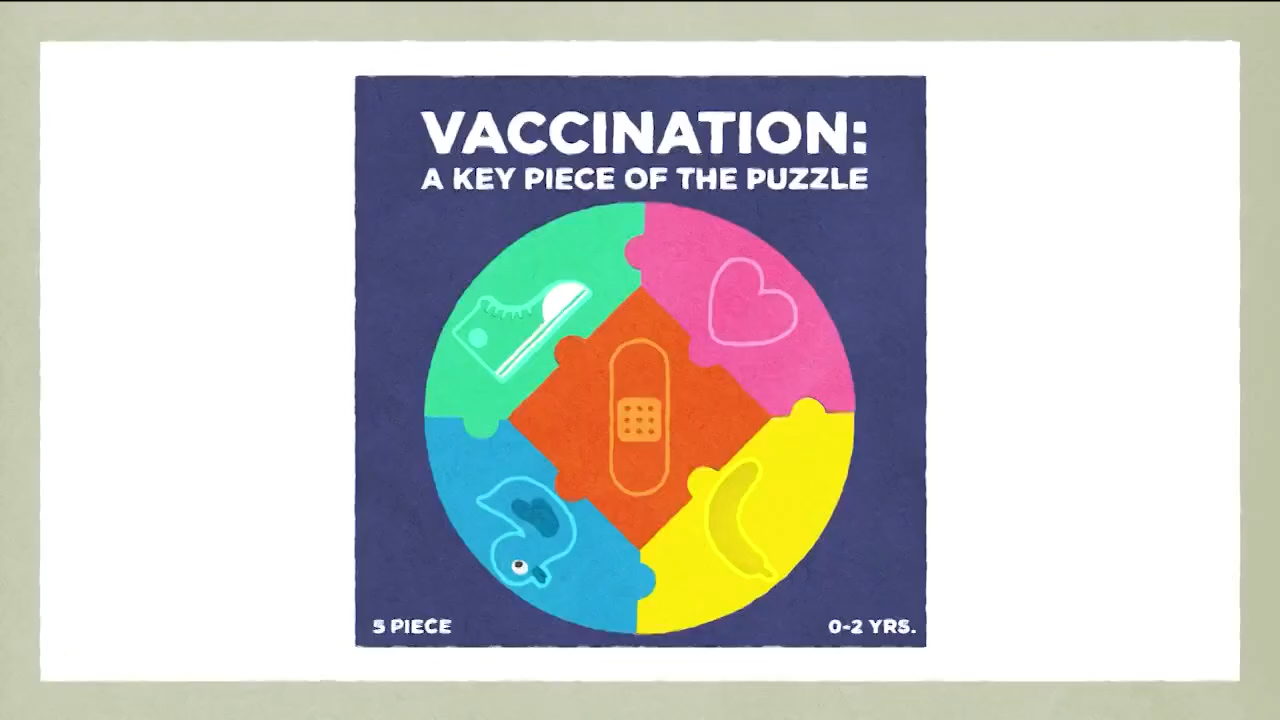 VACCINATION:
A KEY PIECE OF THE PUZZLE
5 PIECE
0-2 YRS.